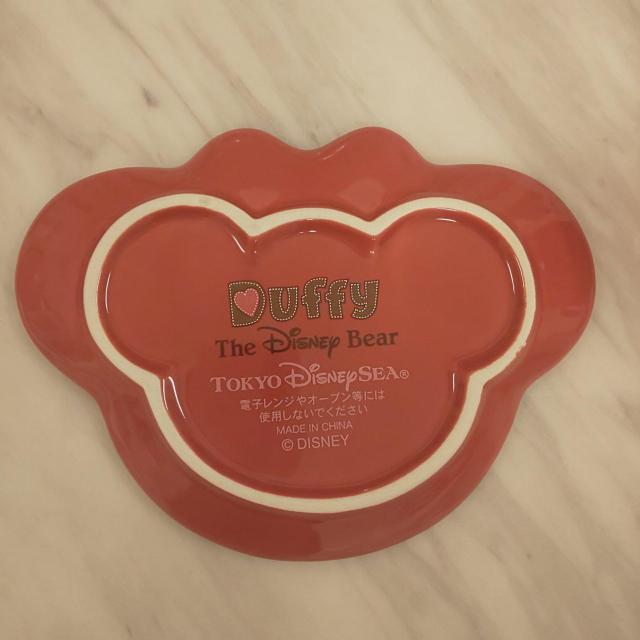 Duffy
The Disney Bear
TOKYO DISNEYSEA®
電子レンジやオーブン等には
使用しないでください
MADE IN CHINA
© DISNEY